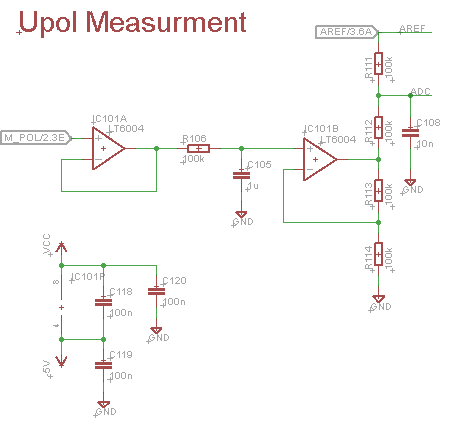 Upol Measurment
AREF/3.6A
AREF
R111
100k
ADC
IC101A
LT6004
M_POL/2.3E
R106
100k
IC101B
LT6004
R112
100k
C108
10n
GND
C105
1u
GND
R113
100k
R114
100k
GND
VCC
8
IC101P
4
-5V
C118
100n
C120
100n
GND
C119
100n
GND